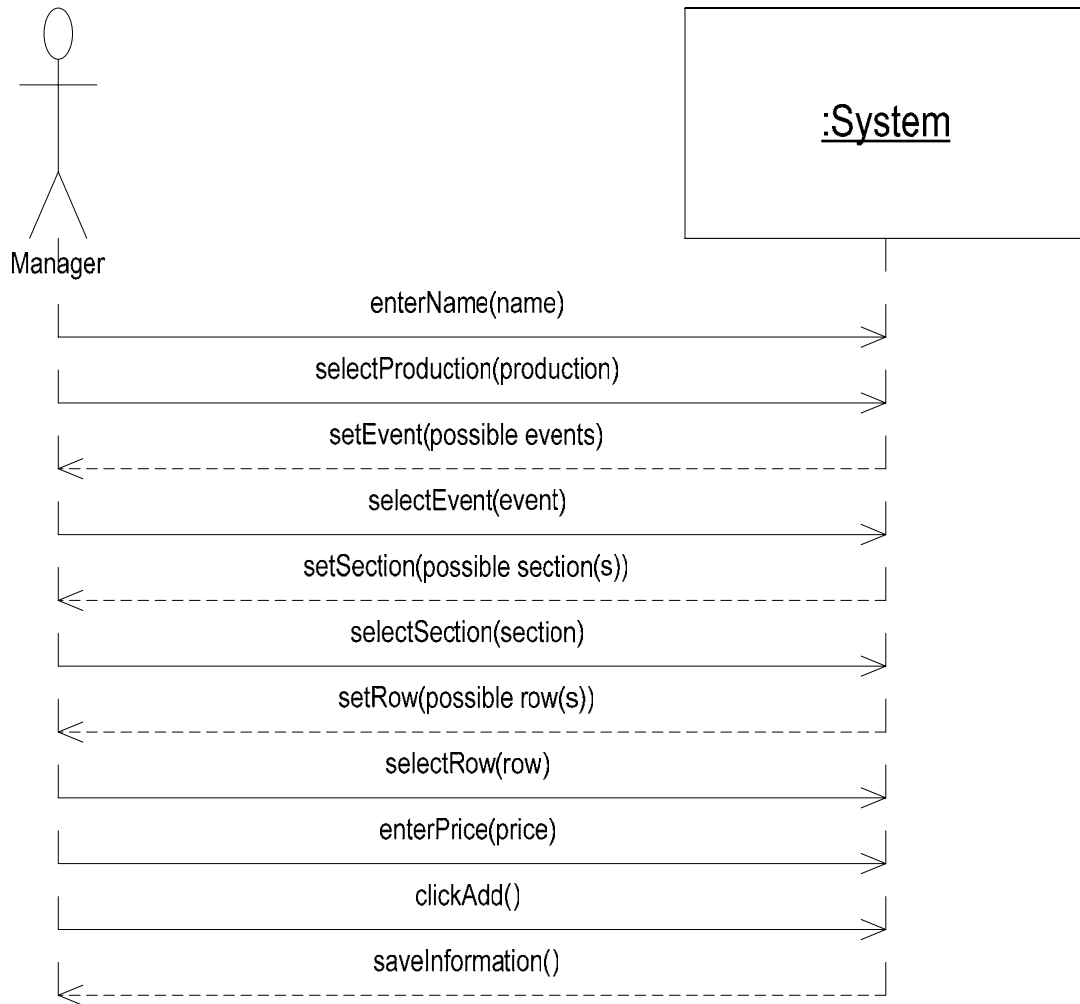 :System
Manager
enterName(name)
selectProduction(production)
setEvent(possible events)
selectEvent(event)
setSection(possible section(s))
selectSection(section)
setRow(possible row(s))
selectRow(row)
enterPrice(price)
clickAdd()
saveInformation()